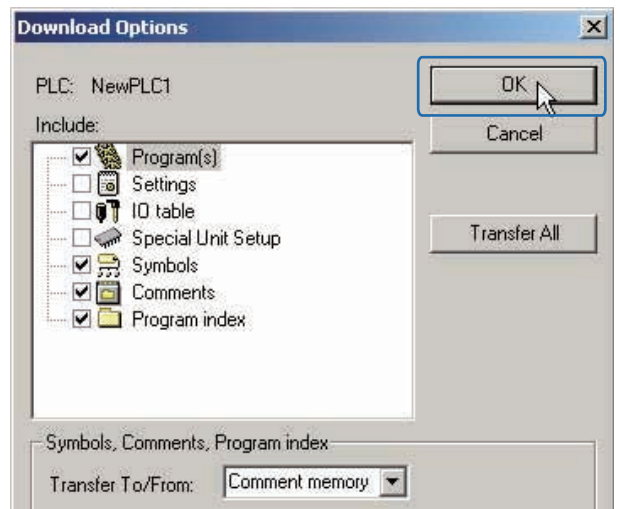 Download Options
PLC: NewPLC1
OK
Include:
Cancel
Program(s)
Settings
IO table
Transfer All
Special Unit Setup
Symbols
Comments
Program index
Symbols, Comments, Program index
Transfer To/From: Comment memory